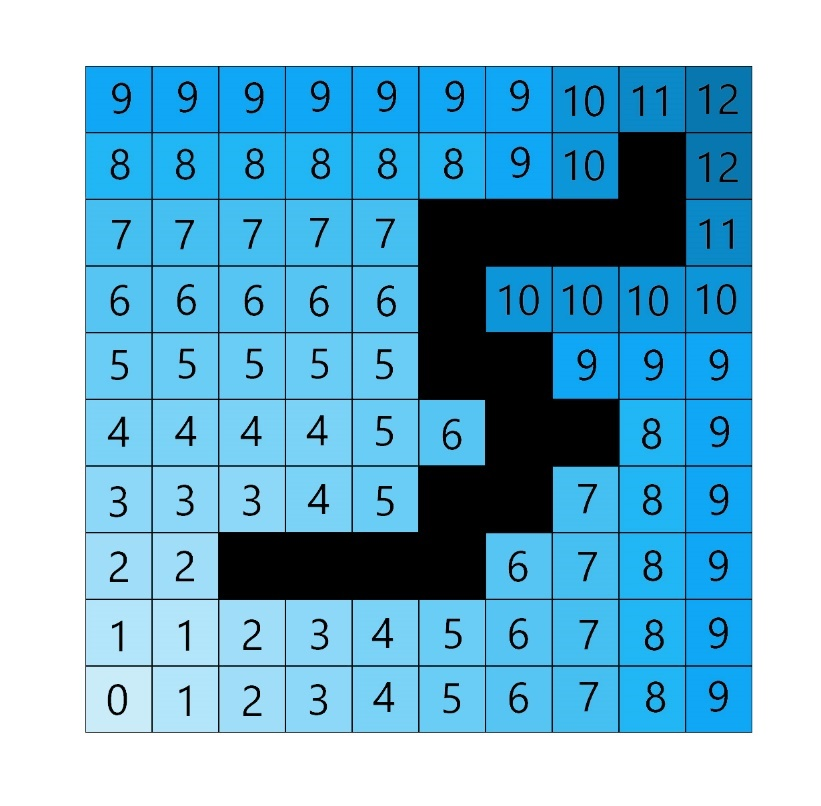 9 9 9 9 9 9 9 10 11 12
8 8 8 8 8 8 9 10 12
7 7 7 7 7 11
6 6 6 6 6 10 10 10 10
5 5 5 5 5 9 9 9
4 4 4 4 5 6 8 9
3 3 3 4 5 7 8 9
2 2 6 7 8 9
1 1 2 3 4 5 6 7 8 9
0 1 2 3 4 5 6 7 8 9